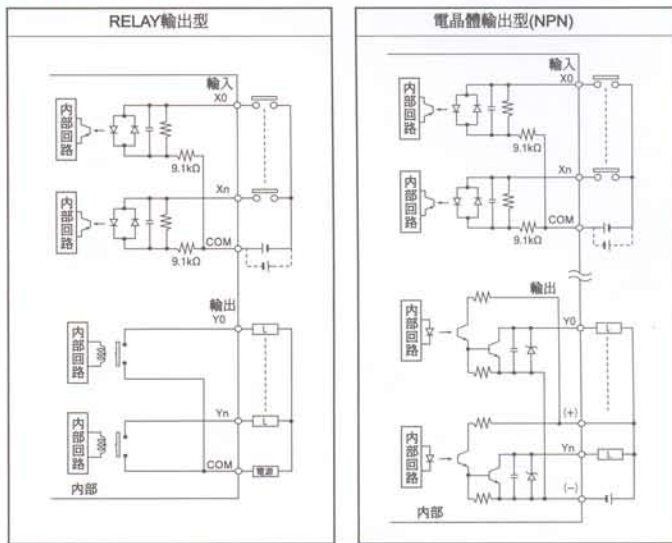 RELAY輸出型
輸入
X0
內部回路
9.1kΩ
Xn
內部回路
9.1kΩ
COM
輸出
Y0
L
內部回路
Yn
L
內部回路
COM
電源
內部
電晶體輸出型(NPN)
輸入
X0
內部回路
9.1kΩ
Xn
內部回路
COM
9.1kΩ
輸出
Y0
L
內部回路
(+)
Yn
L
內部回路
(−)
內部